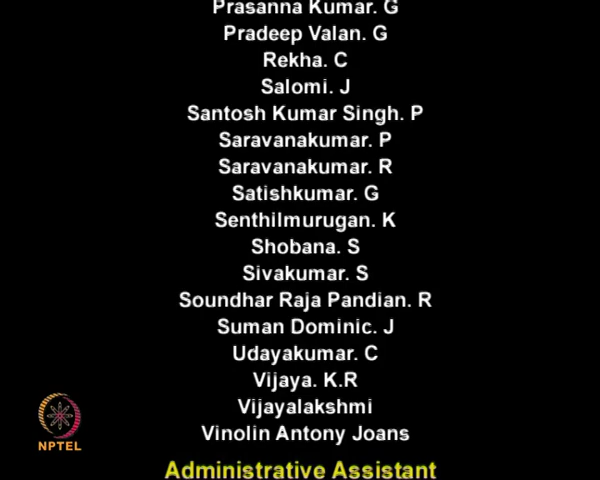 Prasanna Kumar. G
Pradeep Valan. G
Rekha. C
Salomi. J
Santosh Kumar Singh. P
Saravanakumar. P
Saravanakumar. R
Satishkumar. G
Senthilmurugan. K
Shobana. S
Sivakumar. S
Soundhar Raja Pandian. R
Suman Dominic. J
Udayakumar. C
Vijaya. K.R
Vijayalakshmi
Vinolin Antony Joans
NPTEL
Administrative Assistant